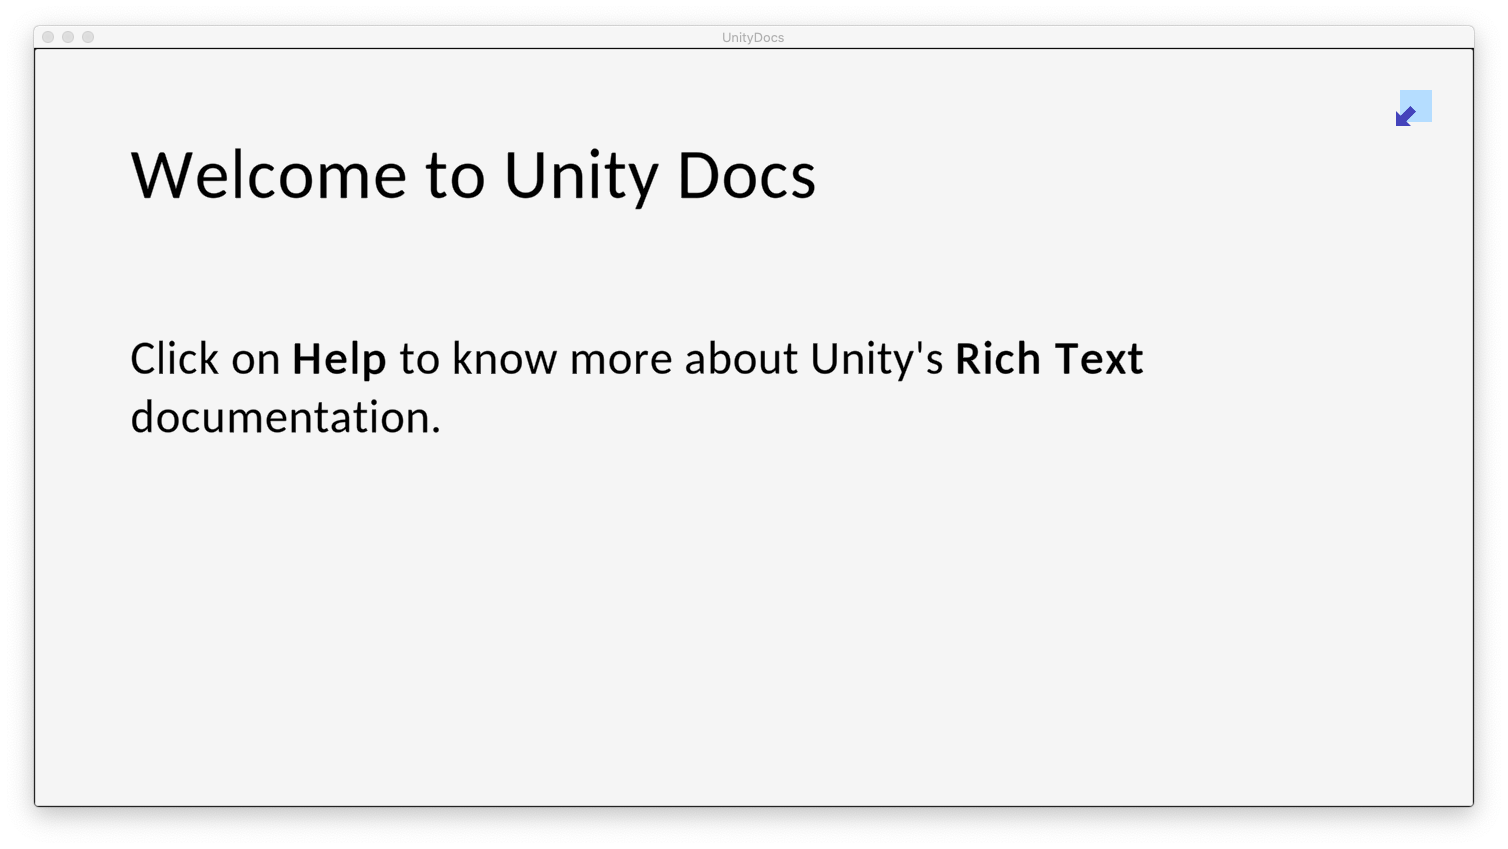 UnityDocs
Welcome to Unity Docs
Click on Help to know more about Unity's Rich Text
documentation.